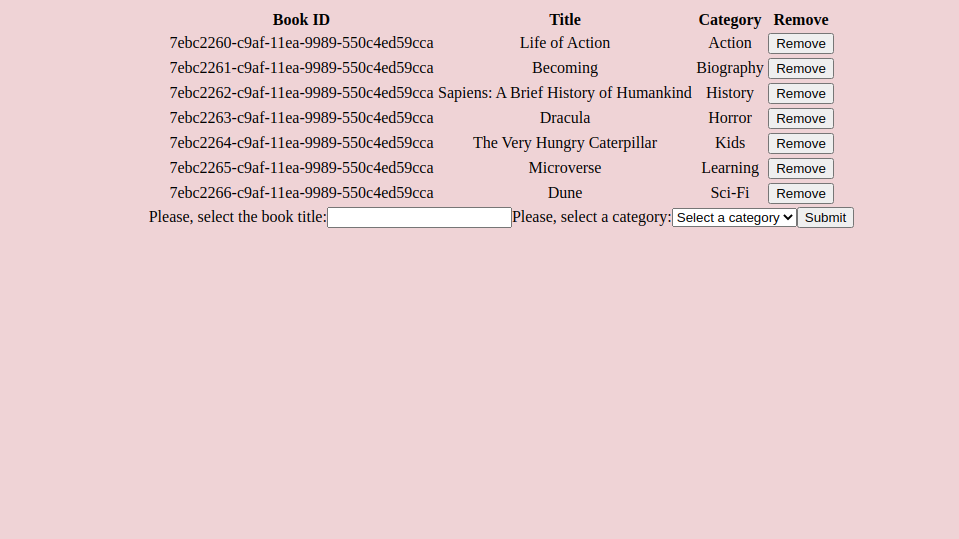 Book ID Title Category Remove
7ebc2260-c9af-11ea-9989-550c4ed59cca Life of Action Action Remove
7ebc2261-c9af-11ea-9989-550c4ed59cca Becoming Biography Remove
7ebc2262-c9af-11ea-9989-550c4ed59cca Sapiens: A Brief History of Humankind History Remove
7ebc2263-c9af-11ea-9989-550c4ed59cca Dracula Horror Remove
7ebc2264-c9af-11ea-9989-550c4ed59cca The Very Hungry Caterpillar Kids Remove
7ebc2265-c9af-11ea-9989-550c4ed59cca Microverse Learning Remove
7ebc2266-c9af-11ea-9989-550c4ed59cca Dune Sci-Fi Remove
Please, select the book title: Please, select a category: Select a category Submit